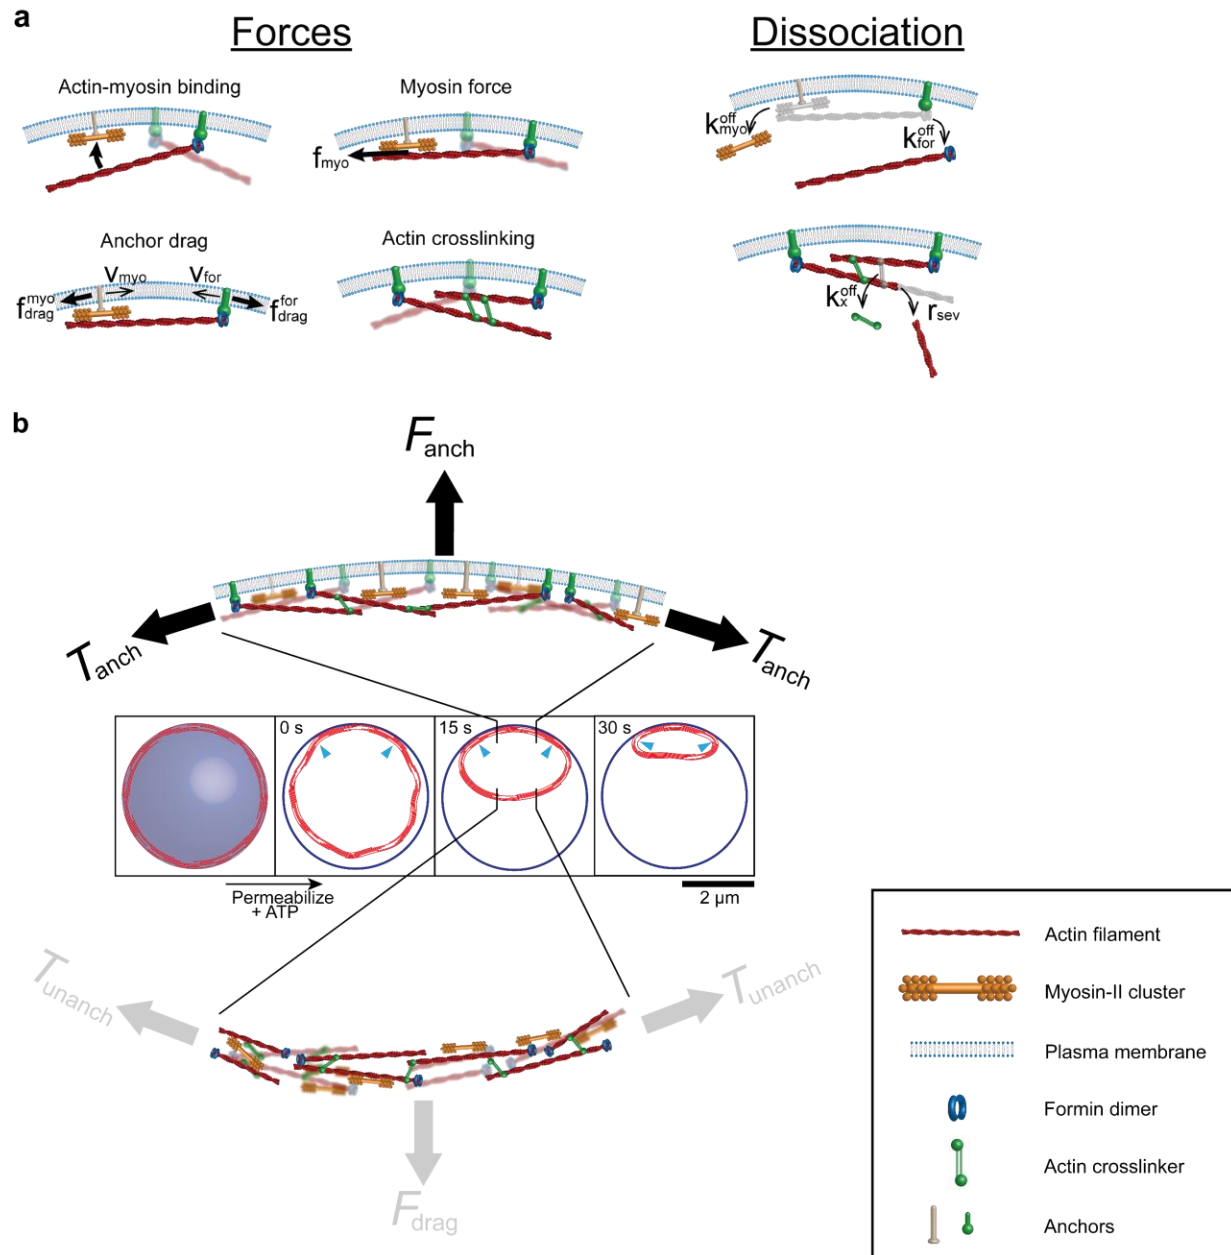 a
Forces
Dissociation
Actin-myosin binding
Myosin force
f_myo
k^off_myo
k^off_for
Anchor drag
Actin crosslinking
f^myo_drag
v_myo
v_for
f^for_drag
k^off_x
r_sev
b
F_anch
T_anch
T_anch
0 s
15 s
30 s
Permeabilize
+ ATP
2 μm
T_unanch
T_unanch
F_drag
Actin filament
Myosin-II cluster
Plasma membrane
Formin dimer
Actin crosslinker
Anchors